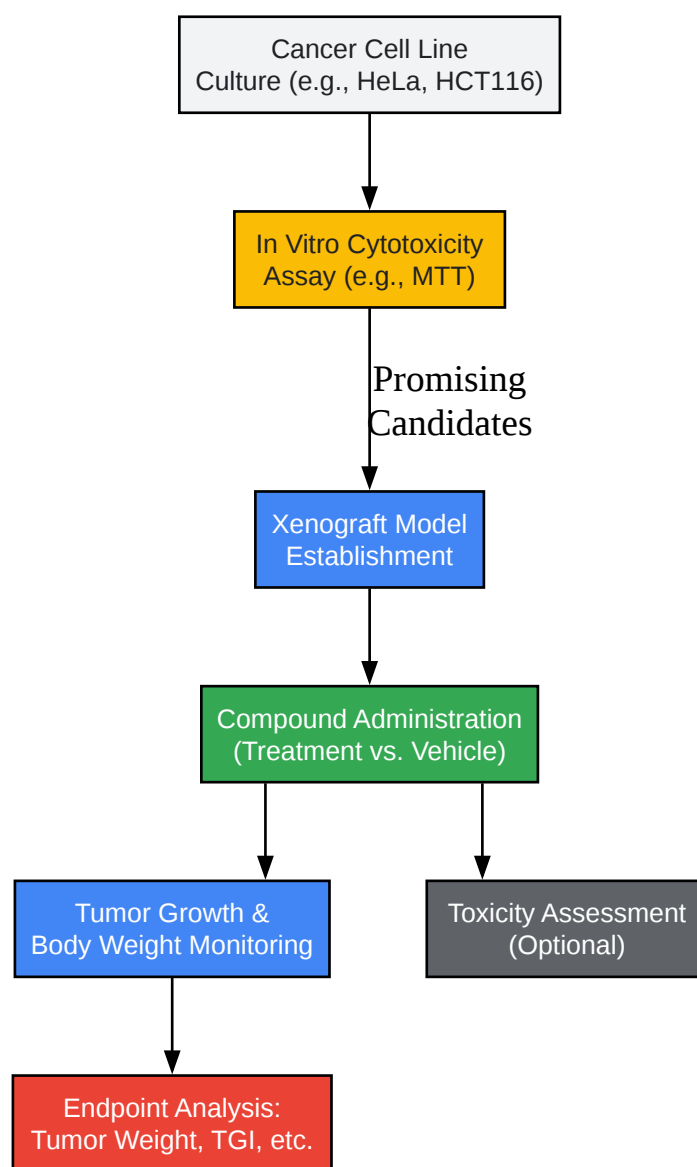 Cancer Cell Line
Culture (e.g., HeLa, HCT116)
In Vitro Cytotoxicity
Assay (e.g., MTT)
Promising
Candidates
Xenograft Model
Establishment
Compound Administration
(Treatment vs. Vehicle)
Tumor Growth &
Body Weight Monitoring
Toxicity Assessment
(Optional)
Endpoint Analysis:
Tumor Weight, TGI, etc.